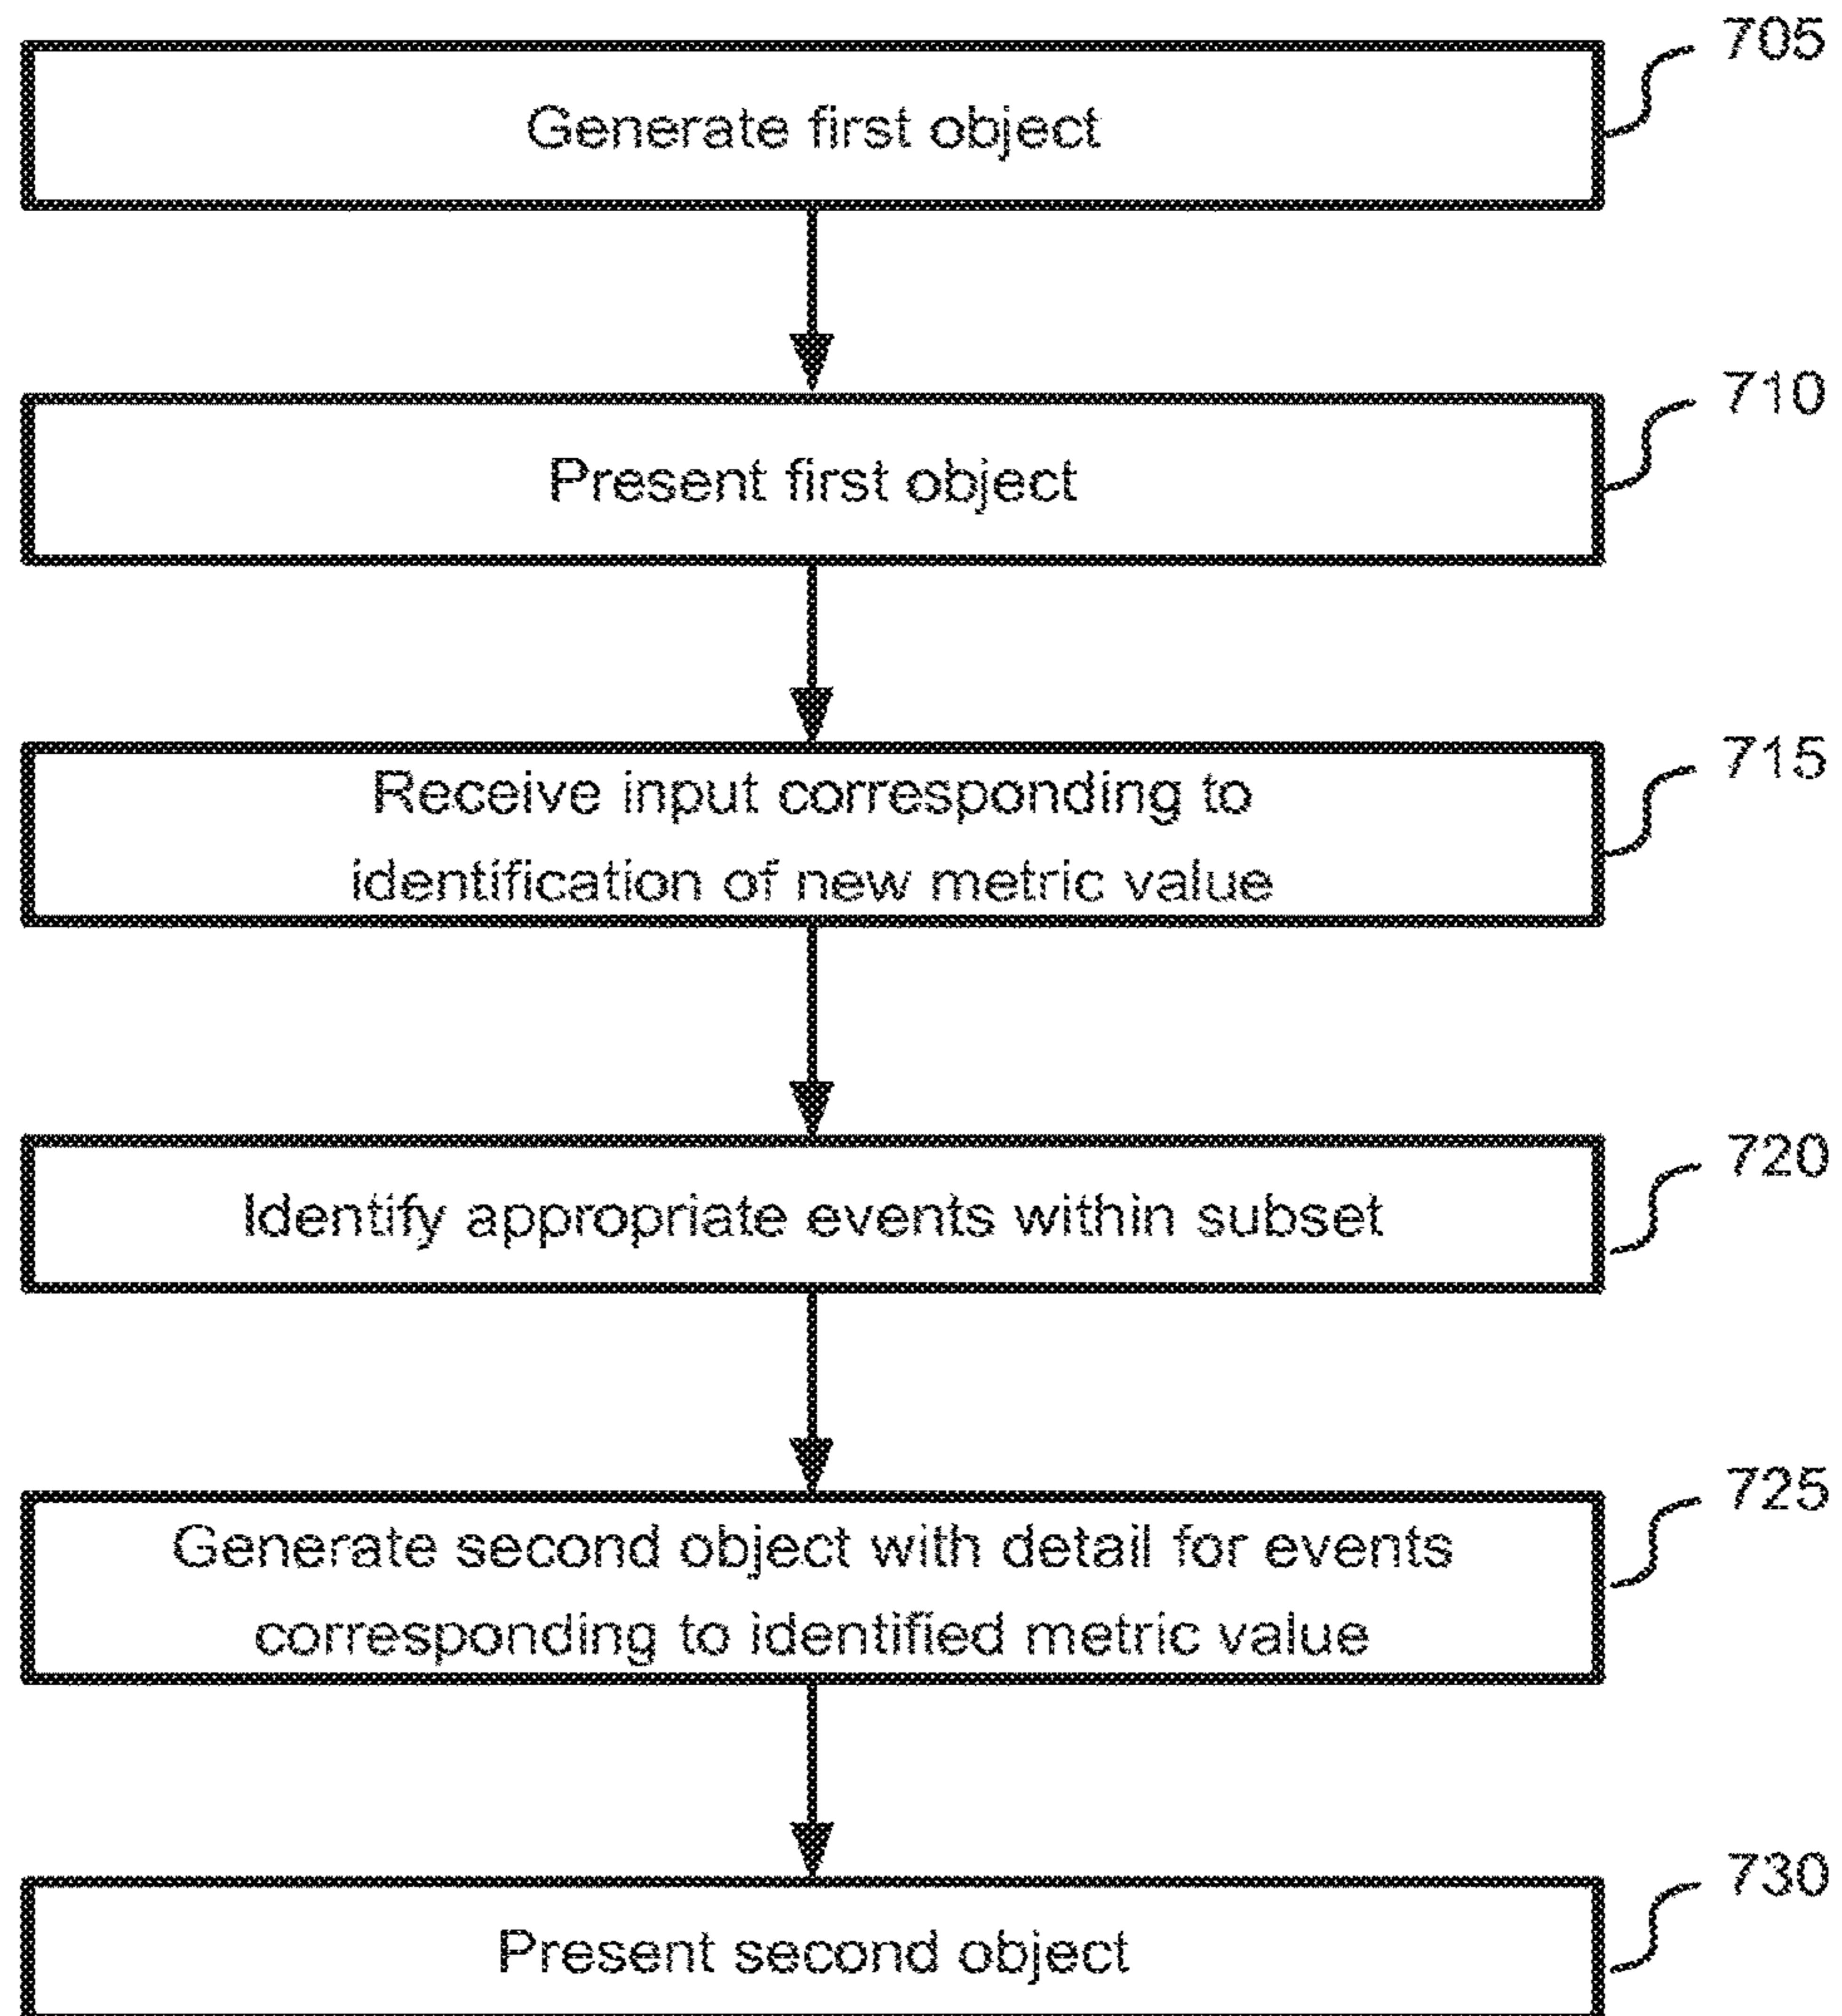 705
Generate first object
710
Present first object
715
Receive input corresponding to
identification of new metric value
720
Identify appropriate events within subset
725
Generate second object with detail for events
corresponding to identified metric value
730
Present second object